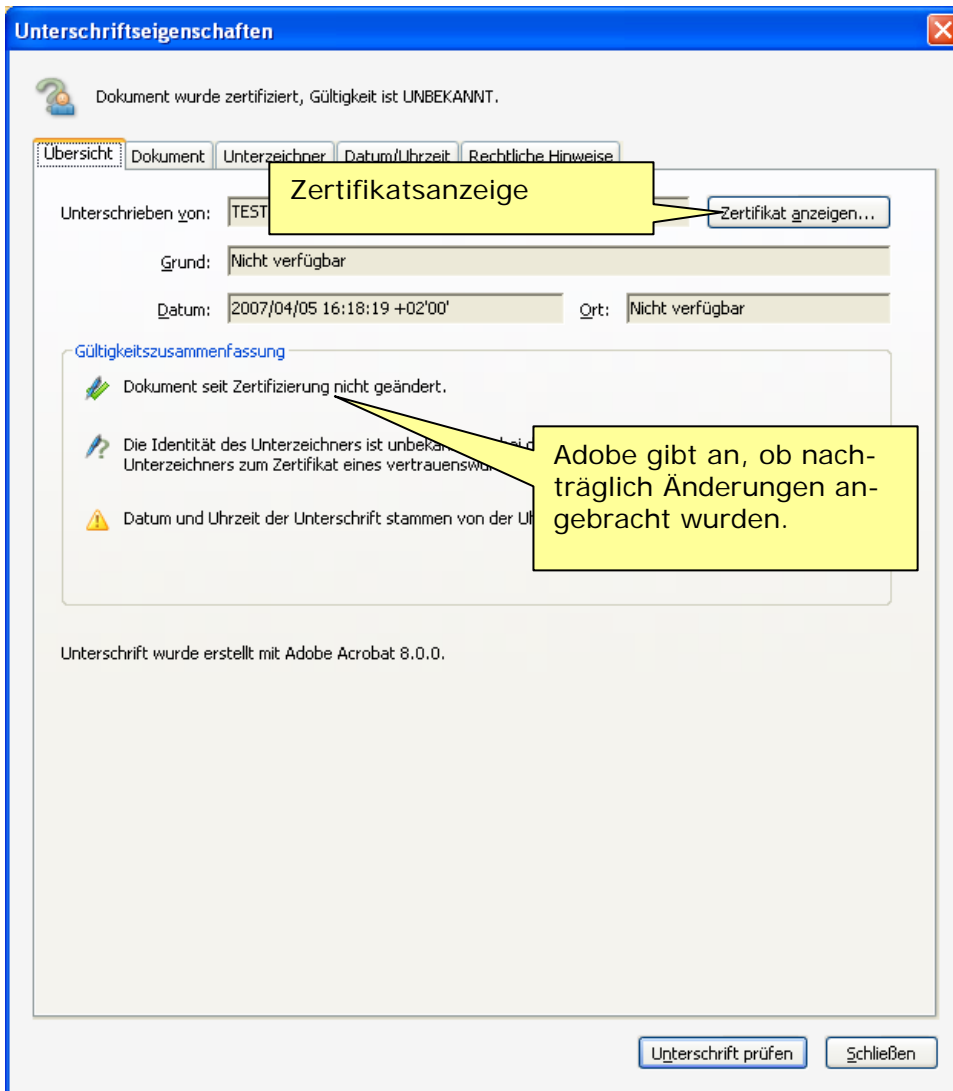 Unterschriftseigenschaften
Dokument wurde zertifiziert, Gültigkeit ist UNBEKANNT.
Übersicht Dokument Unterzeichner Datum/Uhrzeit Rechtliche Hinweise
Zertifikatsanzeige
Unterschrieben von: TEST Zertifikat anzeigen...
Grund: Nicht verfügbar
Datum: 2007/04/05 16:18:19 +02'00' Ort: Nicht verfügbar
Gültigkeitszusammenfassung
Dokument seit Zertifizierung nicht geändert.
Die Identität des Unterzeichners ist
Unterzeichners zum Zertifikat eines
Datum und Uhrzeit der Unterschrift stammen von der
Adobe gibt an, ob nach-
träglich Änderungen an-
gebracht wurden.
Unterschrift wurde erstellt mit Adobe Acrobat 8.0.0.
Unterschrift prüfen Schließen